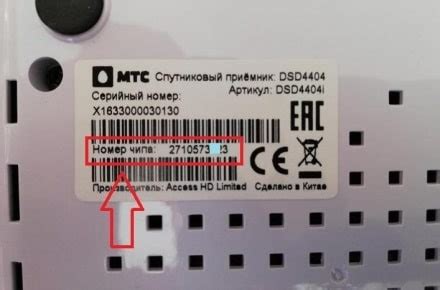 МТС Спутниковый приёмник: DSD4404
Артикул: DSD4404i
Серийный номер:
X1633000030130
EAC
Номер чипа: 2710573 23
CE
Производитель: Access HD Limited Сделано в Китае